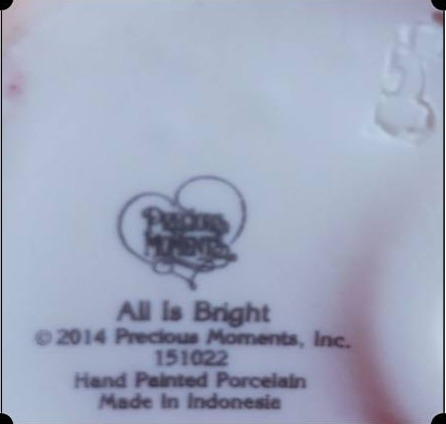 PRECIOUS
MOMENTS
All Is Bright
© 2014 Precious Moments, Inc.
151022
Hand Painted Porcelain
Made In Indonesia